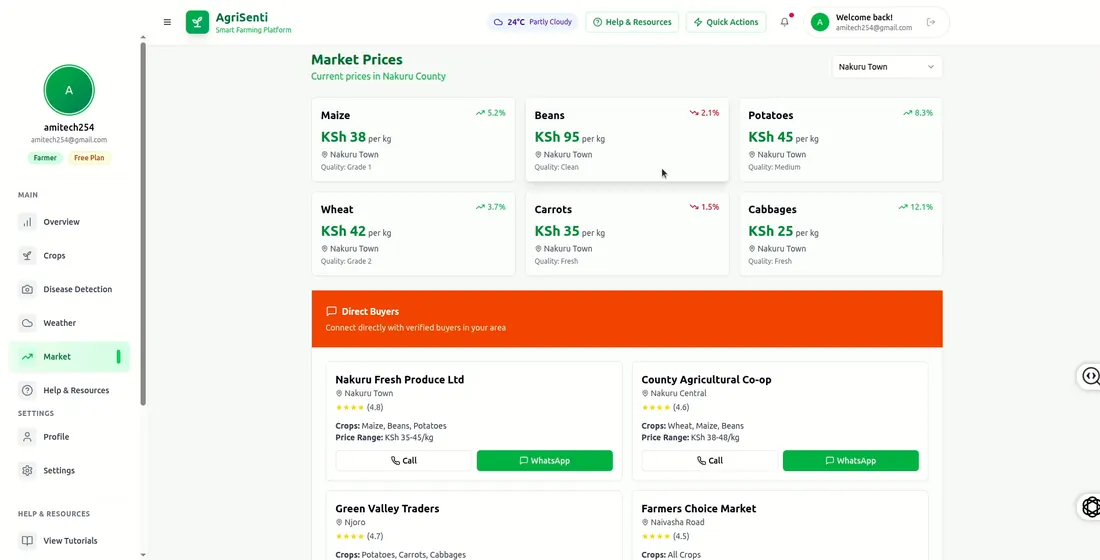 AgriSenti
Smart Farming Platform
24°C Partly Cloudy
Help & Resources
Quick Actions
A
Welcome back!
amitech254@gmail.com
A
amitech254
amitech254@gmail.com
Farmer
Free Plan
MAIN
Overview
Crops
Disease Detection
Weather
Market
Help & Resources
SETTINGS
Profile
Settings
HELP & RESOURCES
View Tutorials
Market Prices
Current prices in Nakuru County
Nakuru Town
Maize
5.2%
KSh 38 per kg
Nakuru Town
Quality: Grade 1
Beans
2.1%
KSh 95 per kg
Nakuru Town
Quality: Clean
Potatoes
8.3%
KSh 45 per kg
Nakuru Town
Quality: Medium
Wheat
3.7%
KSh 42 per kg
Nakuru Town
Quality: Grade 2
Carrots
1.5%
KSh 35 per kg
Nakuru Town
Quality: Fresh
Cabbages
12.1%
KSh 25 per kg
Nakuru Town
Quality: Fresh
Direct Buyers
Connect directly with verified buyers in your area
Nakuru Fresh Produce Ltd
Nakuru Town
★★★★ (4.8)
Crops: Maize, Beans, Potatoes
Price Range: KSh 35-45/kg
Call
WhatsApp
County Agricultural Co-op
Nakuru Central
★★★★ (4.6)
Crops: Wheat, Maize, Beans
Price Range: KSh 38-48/kg
Call
WhatsApp
Green Valley Traders
Njoro
★★★★ (4.7)
Crops: Potatoes, Carrots, Cabbages
Farmers Choice Market
Naivasha Road
★★★★ (4.5)
Crops: All Crops